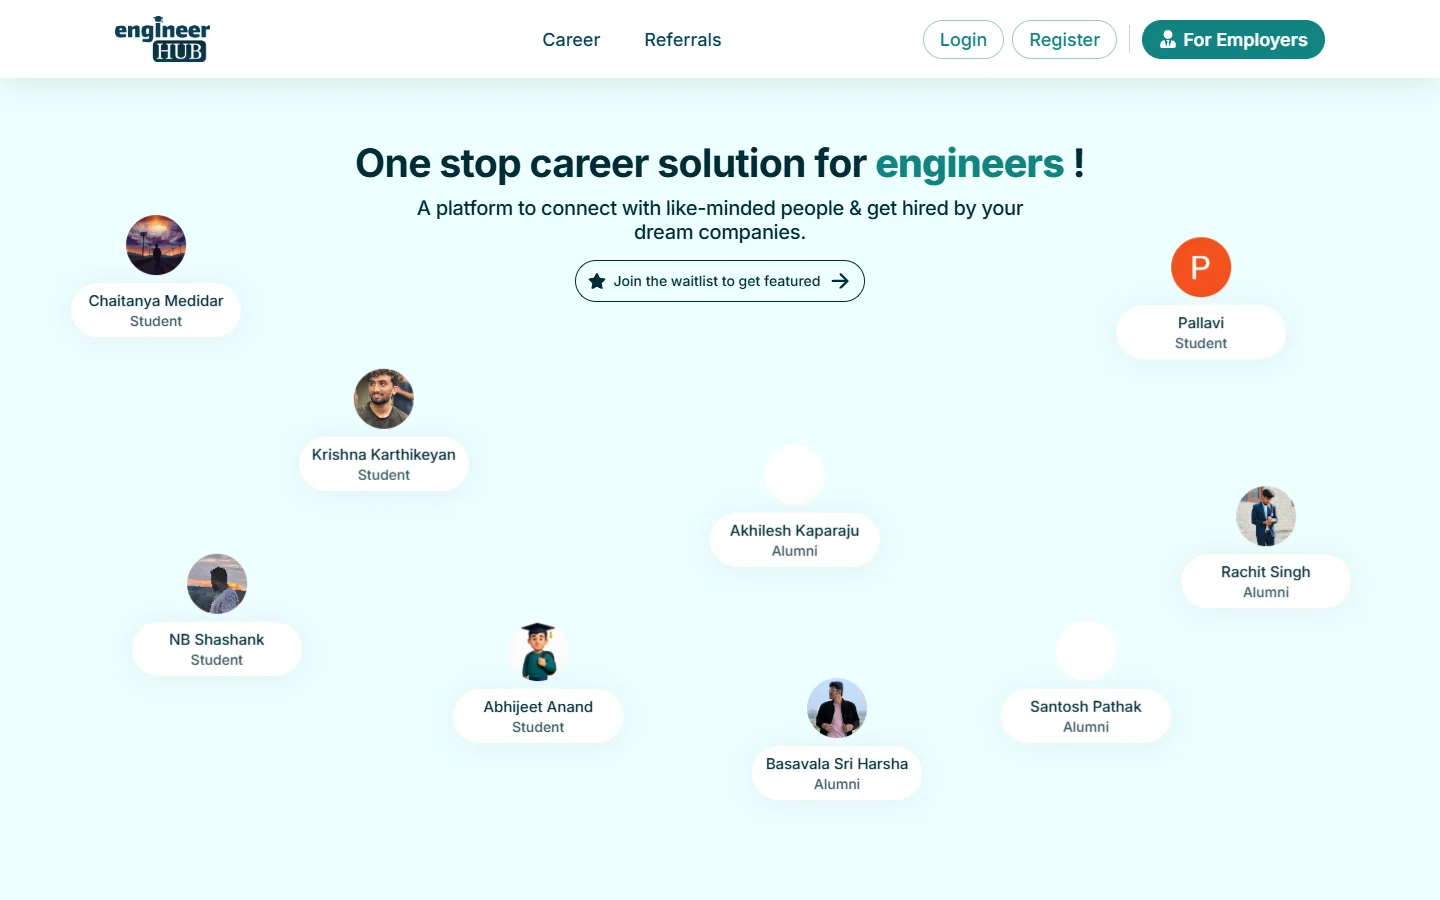 engineer
HUB
Career
Referrals
Login
Register
For Employers
One stop career solution for engineers !
A platform to connect with like-minded people & get hired by your
dream companies.
Join the waitlist to get featured
Chaitanya Medidar
Student
P
Pallavi
Student
Krishna Karthikeyan
Student
Akhilesh Kaparaju
Alumni
Rachit Singh
Alumni
NB Shashank
Student
Abhijeet Anand
Student
Santosh Pathak
Alumni
Basavala Sri Harsha
Alumni